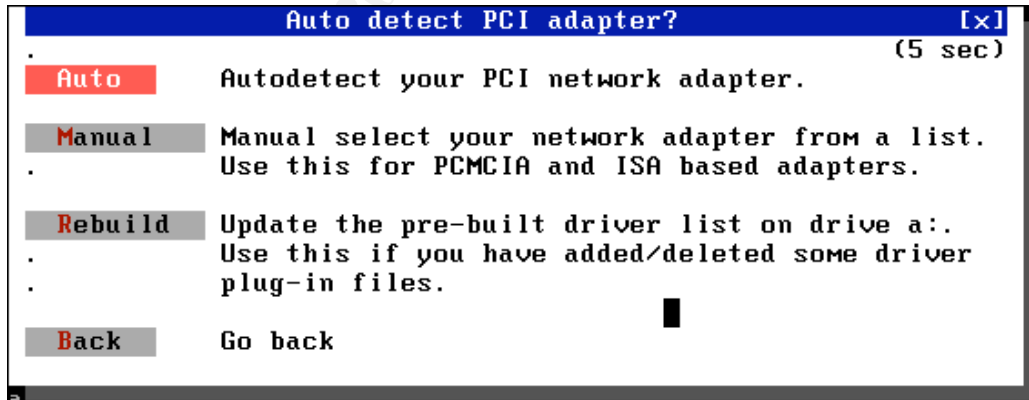 Auto detect PCI adapter? [x]
. (5 sec)
Auto Autodetect your PCI network adapter.
Manual Manual select your network adapter from a list.
. Use this for PCMCIA and ISA based adapters.
Rebuild Update the pre-built driver list on drive a:.
. Use this if you have added/deleted some driver
. plug-in files.
Back Go back